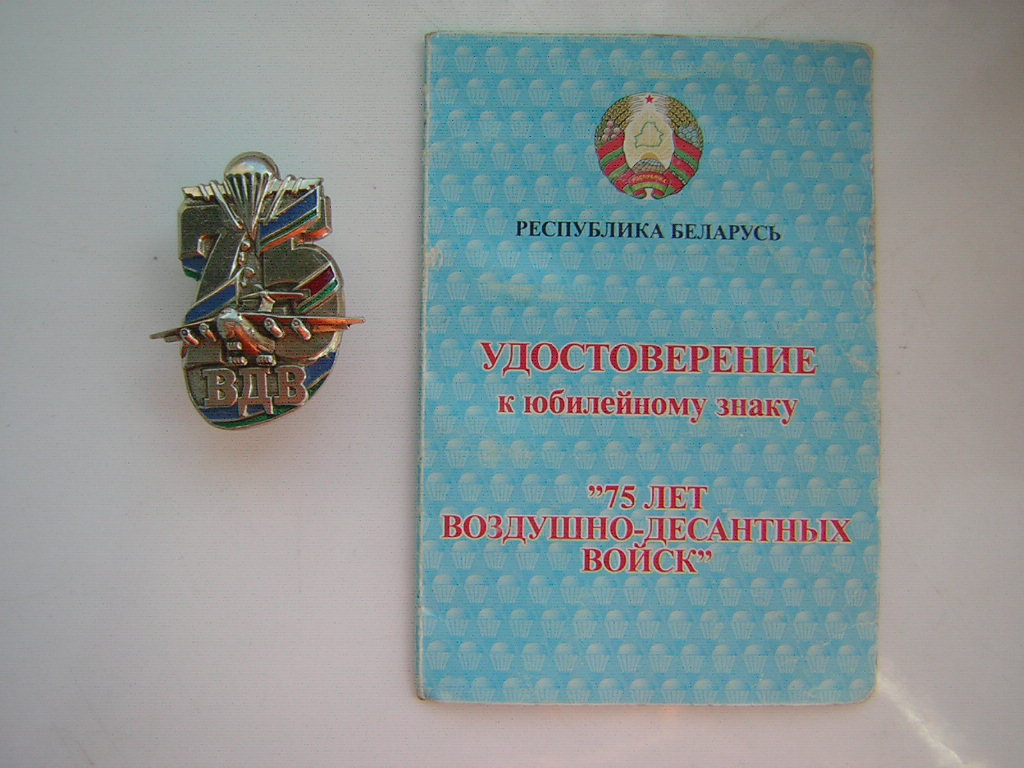 75
ВДВ
РЕСПУБЛИКА БЕЛАРУСЬ
УДОСТОВЕРЕНИЕ
к юбилейному знаку
”75 ЛЕТ
ВОЗДУШНО-ДЕСАНТНЫХ
ВОЙСК”